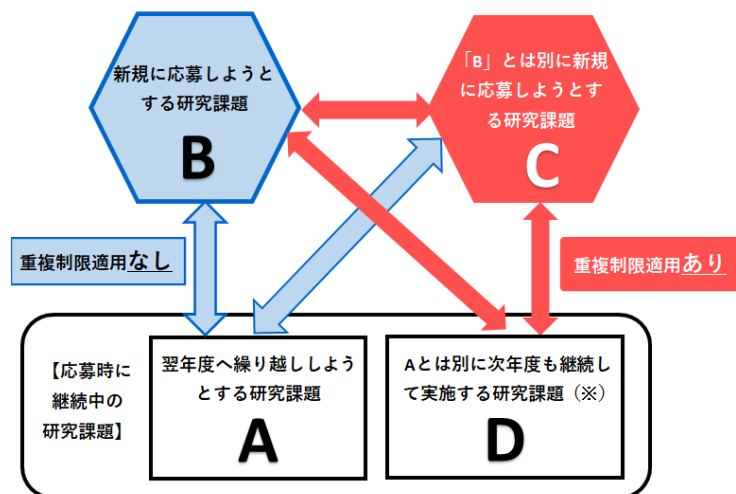 新規に応募しようと
する研究課題
B
「B」とは別に新規
に応募しようとす
る研究課題
C
重複制限適用なし
重複制限適用あり
【応募時に
継続中の
研究課題】
翌年度へ繰り越ししようとする研究課題
A
Aとは別に次年度も継続し
て実施する研究課題（※）
D